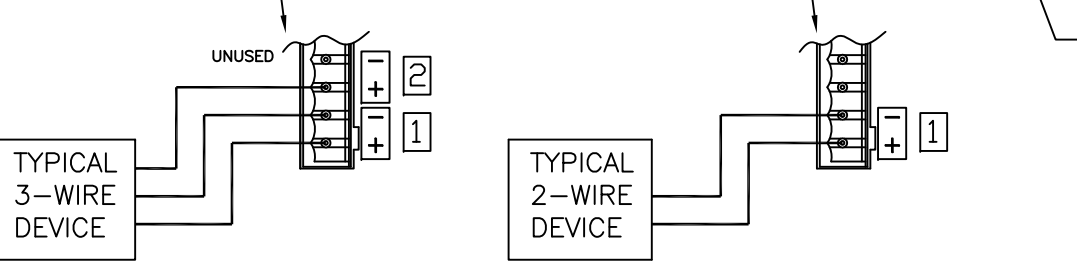 UNUSED
− 2
+
− 1
+
TYPICAL
3−WIRE
DEVICE
− 1
+
TYPICAL
2−WIRE
DEVICE